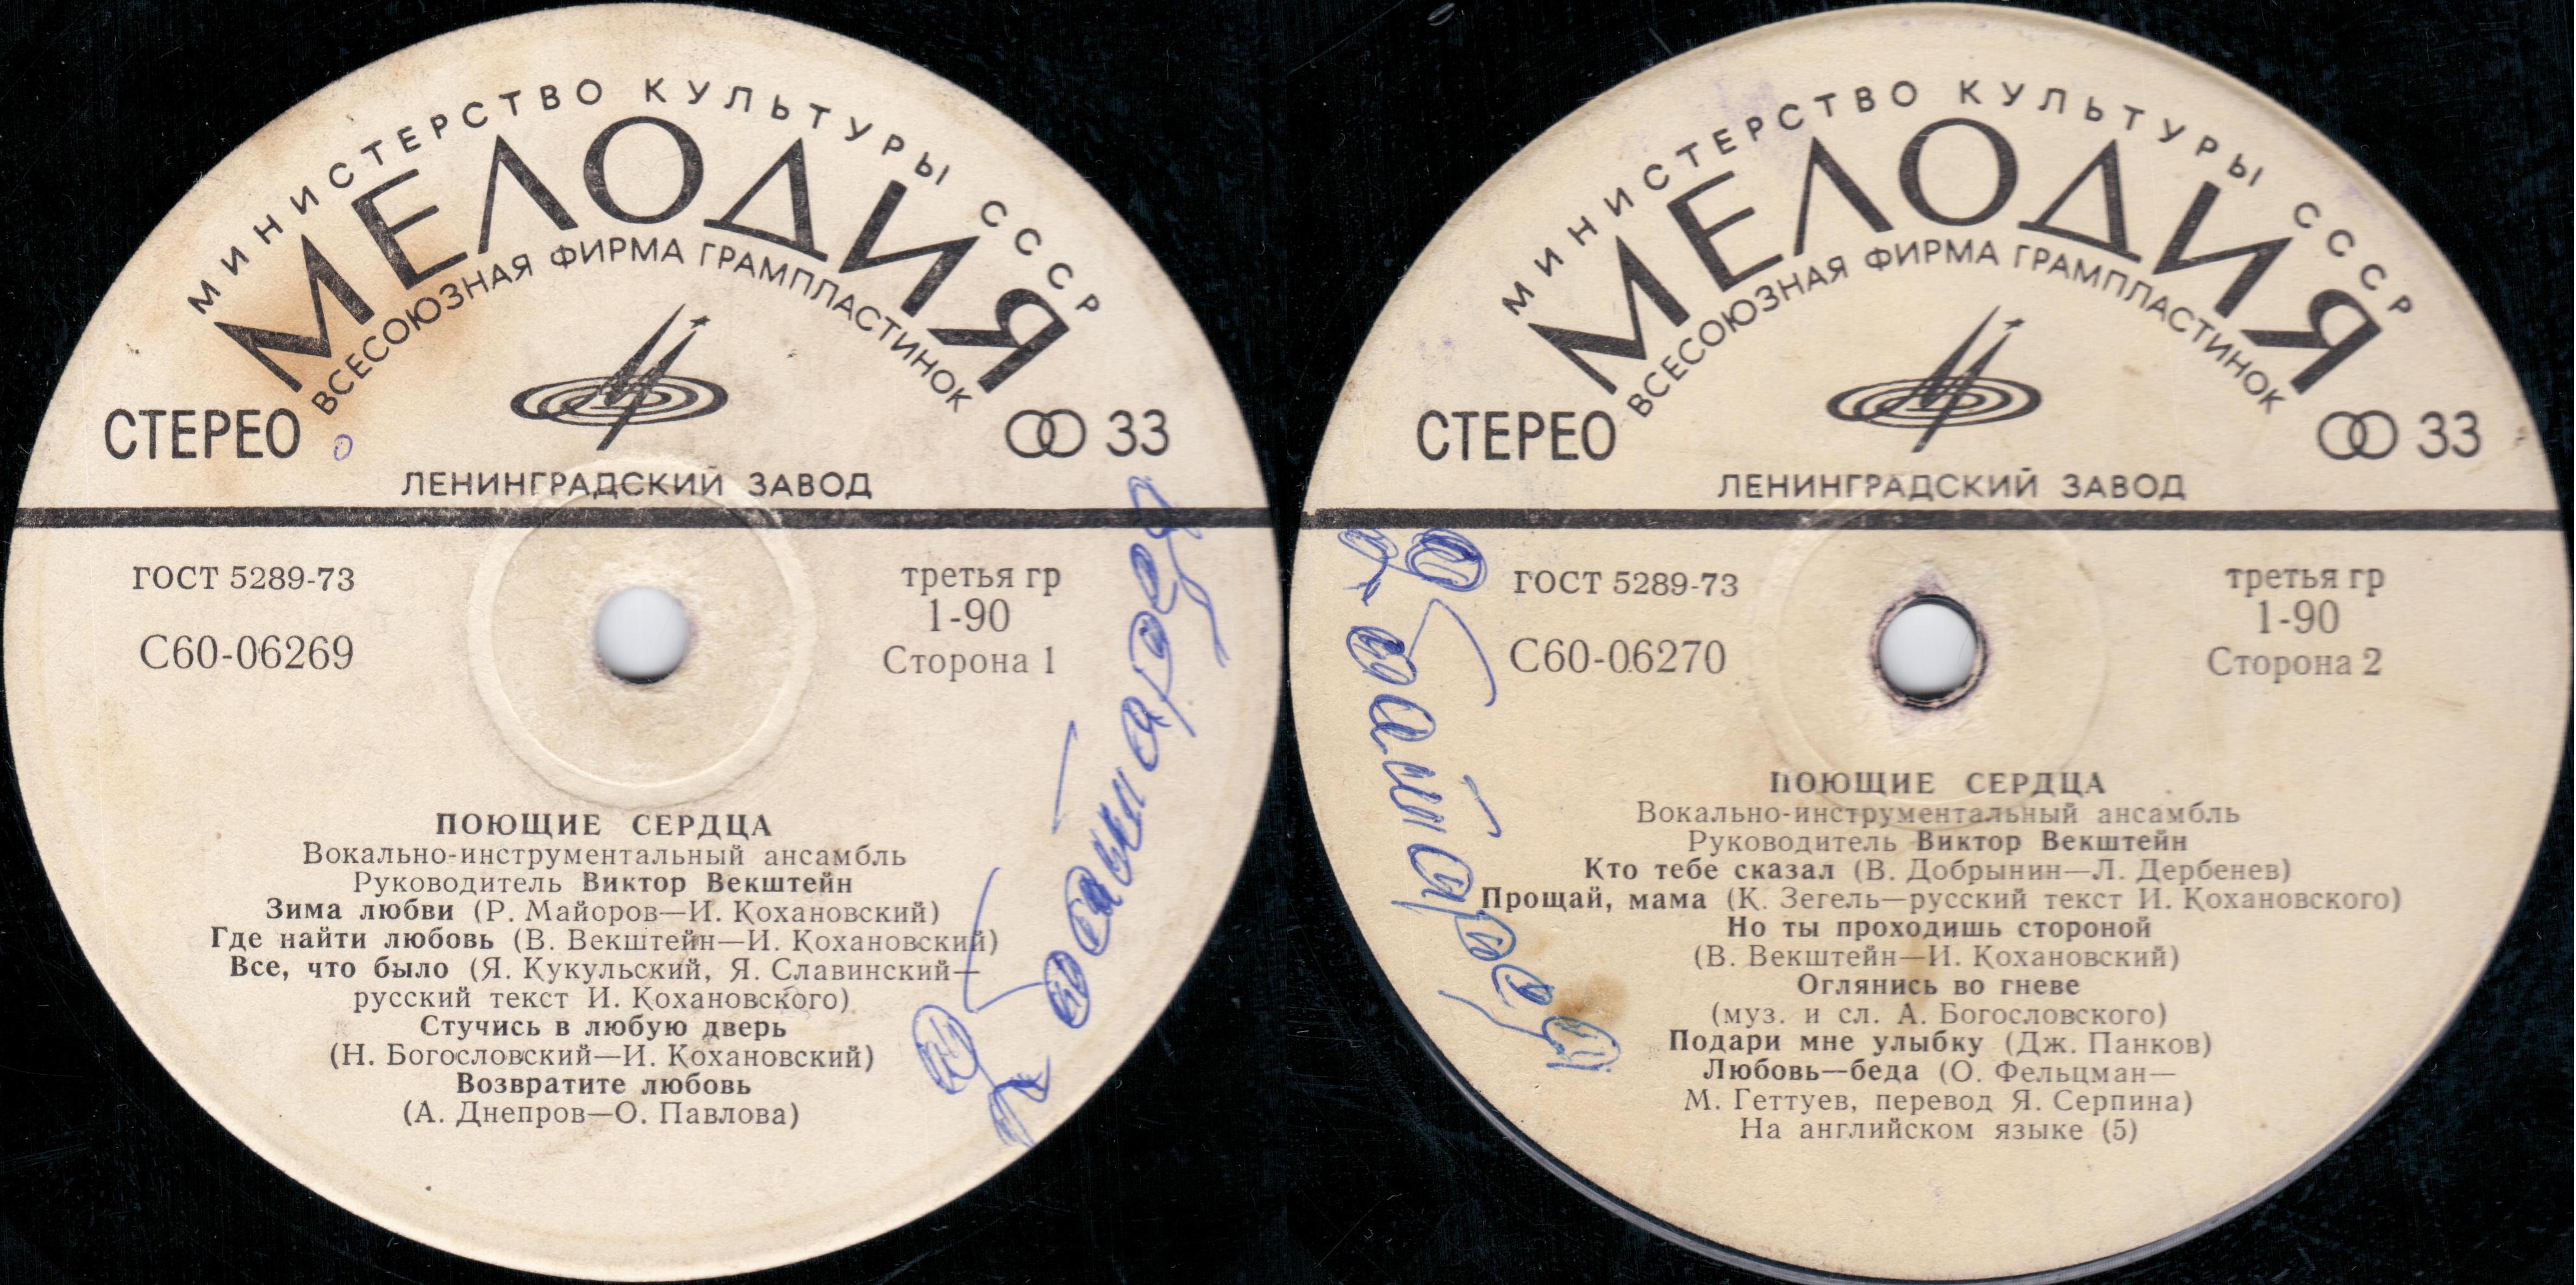 МИНИСТЕРСТВО КУЛЬТУРЫ СССР
МЕЛОДИЯ
ВСЕСОЮЗНАЯ ФИРМА ГРАМПЛАСТИНОК
СТЕРЕО
33
ЛЕНИНГРАДСКИЙ ЗАВОД
ГОСТ 5289-73
третья гр
1-90
С60-06269
Сторона 1
ПОЮЩИЕ СЕРДЦА
Вокально-инструментальный ансамбль
Руководитель Виктор Векштейн
Зима любви (Р. Майоров—И. Кохановский)
Где найти любовь (В. Векштейн—И. Кохановский)
Все, что было (Я. Кукульский, Я. Славинский—
русский текст И. Кохановского)
Стучись в любую дверь
(Н. Богословский—И. Кохановский)
Возвратите любовь
(А. Днепров—О. Павлова)
МИНИСТЕРСТВО КУЛЬТУРЫ СССР
МЕЛОДИЯ
ВСЕСОЮЗНАЯ ФИРМА ГРАМПЛАСТИНОК
СТЕРЕО
33
ЛЕНИНГРАДСКИЙ ЗАВОД
ГОСТ 5289-73
третья гр
1-90
С60-06270
Сторона 2
ПОЮЩИЕ СЕРДЦА
Вокально-инструментальный ансамбль
Руководитель Виктор Векштейн
Кто тебе сказал (В. Добрынин—Л. Дербенев)
Прощай, мама (К. Зегель—русский текст И. Кохановского)
Но ты проходишь стороной
(В. Векштейн—И. Кохановский)
Оглянись во гневе
(муз. и сл. А. Богословского)
Подари мне улыбку (Дж. Панков)
Любовь—беда (О. Фельцман—
М. Геттуев, перевод Я. Серпина)
На английском языке (5)